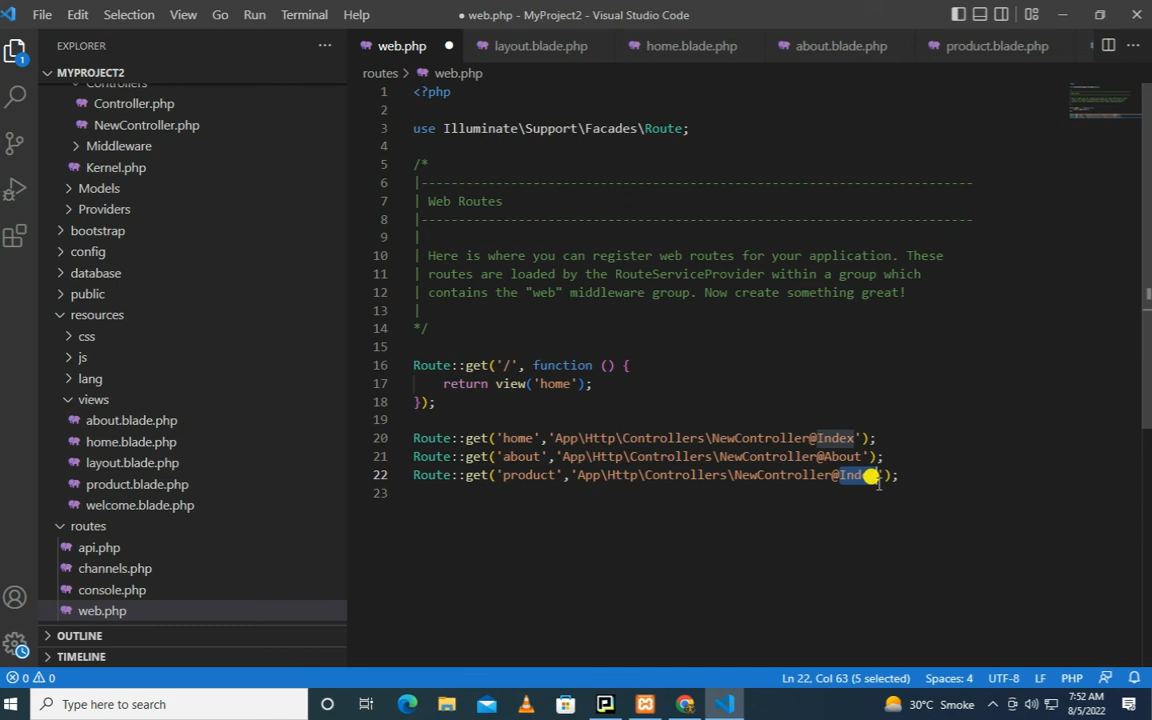 File Edit Selection View Go Run Terminal Help
● web.php - MyProject2 - Visual Studio Code
EXPLORER
MYPROJECT2
Controllers
Controller.php
NewController.php
Middleware
Kernel.php
Models
Providers
bootstrap
config
database
public
resources
css
js
lang
views
about.blade.php
home.blade.php
layout.blade.php
product.blade.php
welcome.blade.php
routes
api.php
channels.php
console.php
web.php
OUTLINE
TIMELINE
1
web.php ● layout.blade.php home.blade.php about.blade.php product.blade.php
routes > web.php
1 <?php
2
3 use Illuminate\Support\Facades\Route;
4
5 /*
6 |--------------------------------------------------------------------------
7 | Web Routes
8 |--------------------------------------------------------------------------
9 |
10 | Here is where you can register web routes for your application. These
11 | routes are loaded by the RouteServiceProvider within a group which
12 | contains the "web" middleware group. Now create something great!
13 |
14 */
15
16 Route::get('/', function () {
17 return view('home');
18 });
19
20 Route::get('home','App\Http\Controllers\NewController@Index');
21 Route::get('about','App\Http\Controllers\NewController@About');
22 Route::get('product','App\Http\Controllers\NewController@Ind ');
23
0 0 Ln 22, Col 63 (5 selected) Spaces: 4 UTF-8 LF PHP
Type here to search
30°C Smoke
7:52 AM
8/5/2022